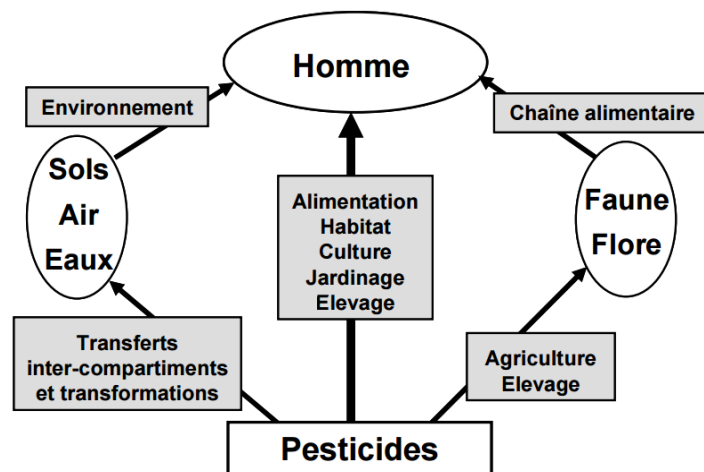 Homme
Environnement
Chaîne alimentaire
Sols
Air
Eaux
Alimentation
Habitat
Culture
Jardinage
Elevage
Faune
Flore
Transferts
inter-compartiments
et transformations
Agriculture
Elevage
Pesticides